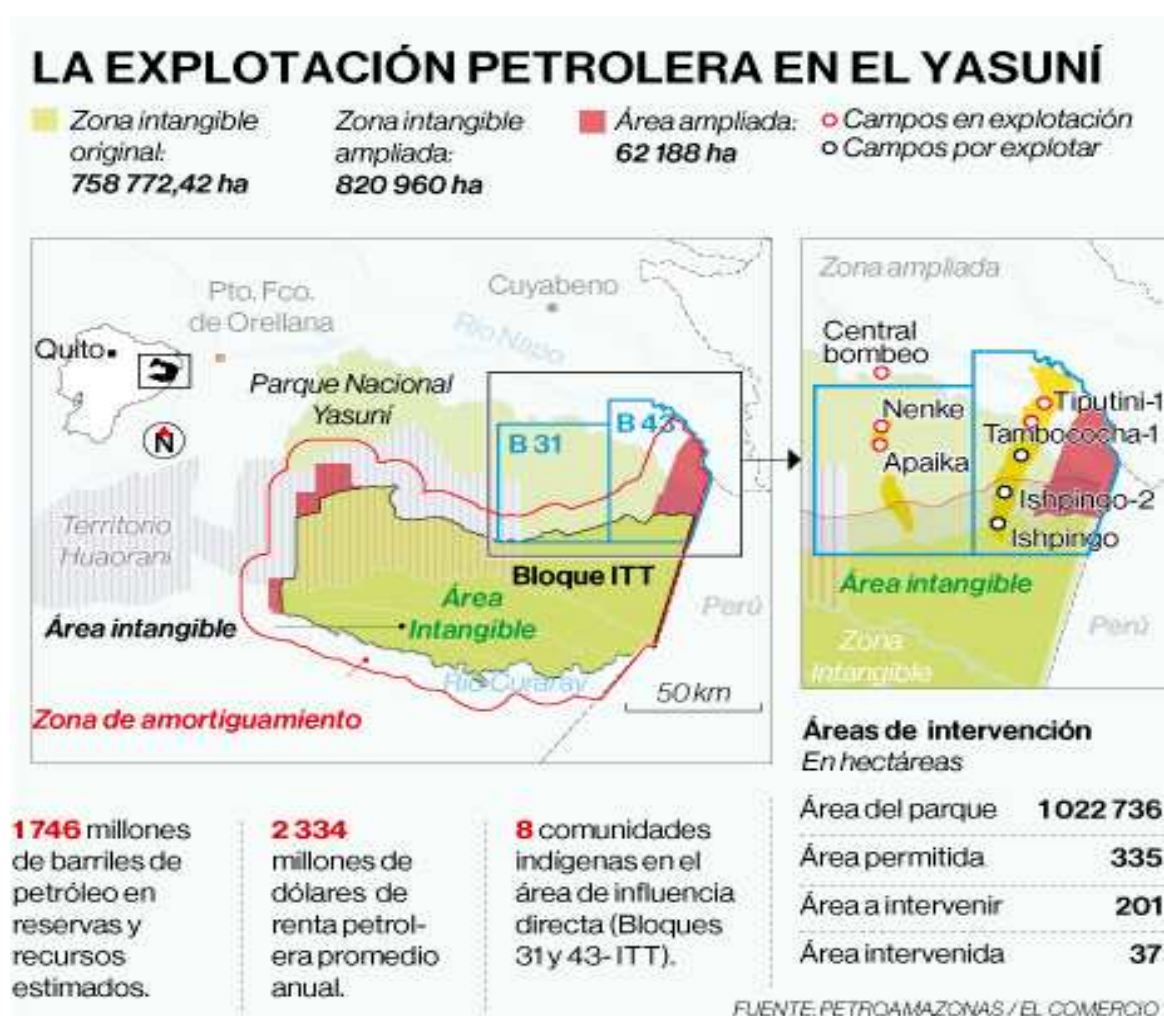 LA EXPLOTACIÓN PETROLERA EN EL YASUNÍ
Zona intangible
original:
758 772,42 ha
Zona intangible
ampliada:
820 960 ha
Área ampliada:
62 188 ha
Campos en explotación
Campos por explotar
Pto. Fco.
de Orellana
Cuyabeno
Río Napo
Quito
Parque Nacional
Yasuní
N
B 31
B 43
Territorio
Huaorani
Bloque ITT
Área
Intangible
Área intangible
Perú
Río Curaray
50 km
Zona de amortiguamiento
Zona ampliada
Central
bombeo
Nenke
Apaika
Tiputini-1
Tambococha-1
Ishpingo-2
Ishpingo
Área intangible
Zona
Intangible
Perú
Áreas de intervención
En hectáreas
Área del parque 1 022 736
Área permitida 335
Área a intervenir 201
Área intervenida 37
1 746 millones
de barriles de
petróleo en
reservas y
recursos
estimados.
2 334
millones de
dólares de
renta petrol-
era promedio
anual.
8 comunidades
indígenas en el
área de influencia
directa (Bloques
31 y 43- ITT).
FUENTE: PETROAMAZONAS / EL COMERCIO